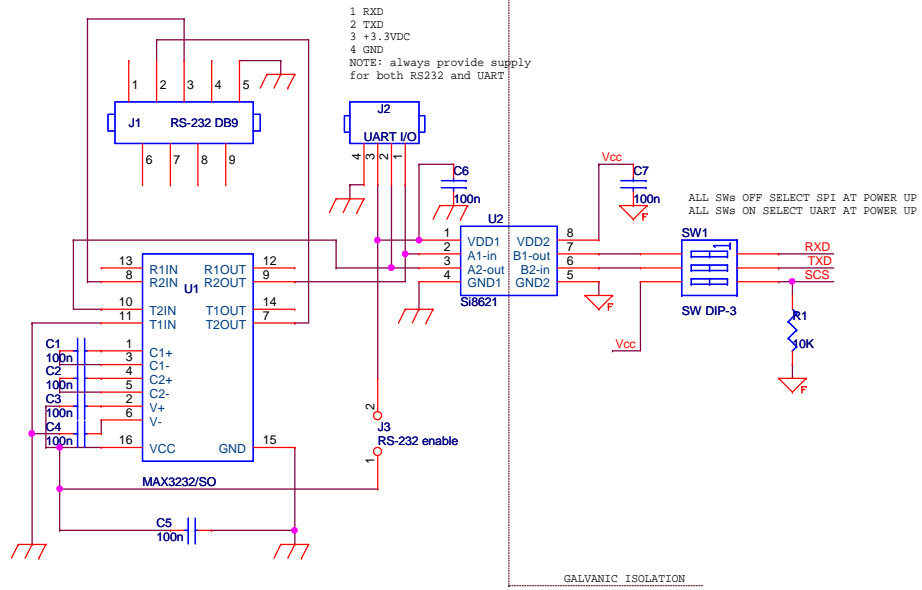 1 RXD
2 TXD
3 +3.3VDC
4 GND
NOTE: always provide supply
for both RS232 and UART
1 2 3 4 5
J1 RS-232 DB9
6 7 8 9
J2
UART I/O
4 3 2 1
C6
100n
Vcc
C7
100n
F
ALL SWs OFF SELECT SPI AT POWER UP
ALL SWs ON SELECT UART AT POWER UP
U2
1 VDD1 VDD2 8
2 A1-in B1-out 7
3 A2-out B2-in 6
4 GND1 GND2 5
Si8621
F
SW1
1
SW DIP-3
RXD
TXD
SCS
Vcc
R1
10K
F
U1
13 R1IN R1OUT 12
8 R2IN R2OUT 9
10 T2IN T1OUT 14
11 T1IN T2OUT 7
1 C1+
3 C1-
4 C2+
5 C2-
2 V+
6 V-
16 VCC GND 15
MAX3232/SO
C1
100n
C2
100n
C3
100n
C4
100n
C5
100n
2
J3
RS-232 enable
1
GALVANIC ISOLATION